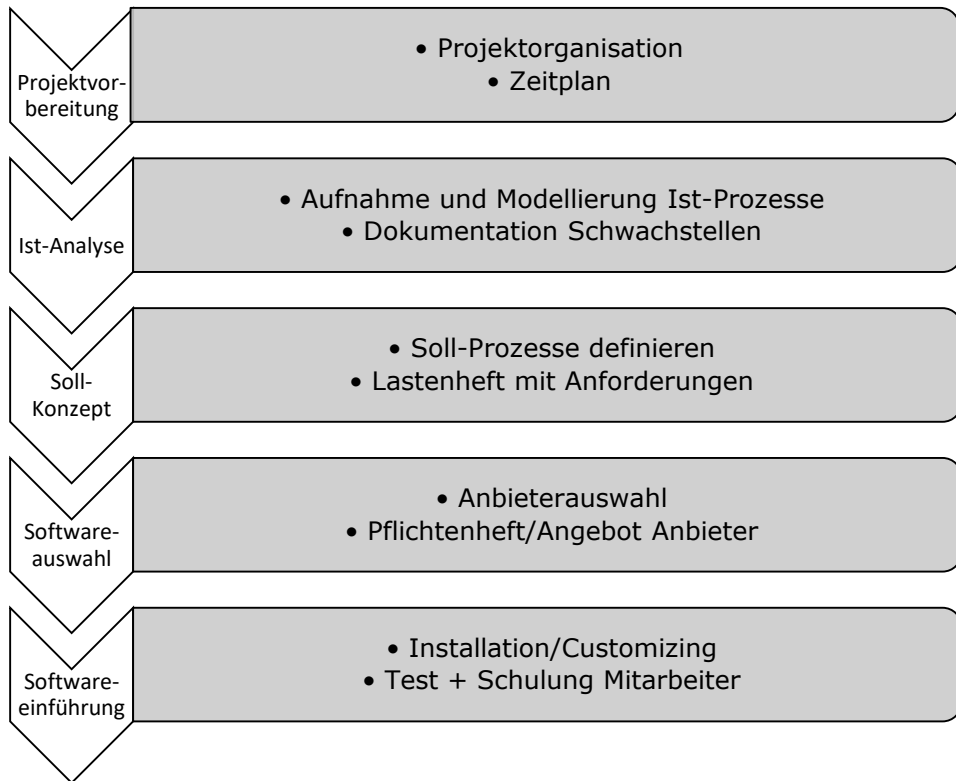 Projektvor-
bereitung
• Projektorganisation
• Zeitplan
Ist-Analyse
• Aufnahme und Modellierung Ist-Prozesse
• Dokumentation Schwachstellen
Soll-
Konzept
• Soll-Prozesse definieren
• Lastenheft mit Anforderungen
Software-
auswahl
• Anbieterauswahl
• Pflichtenheft/Angebot Anbieter
Software-
einführung
• Installation/Customizing
• Test + Schulung Mitarbeiter